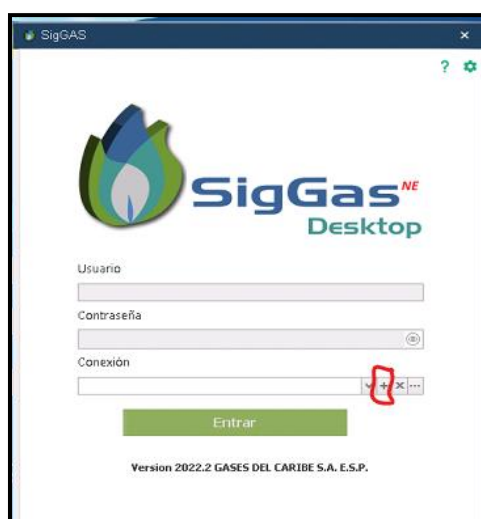 SigGAS
?
SigGas NE
Desktop
Usuario
Contraseña
Conexión
Entrar
Version 2022.2 GASES DEL CARIBE S.A. E.S.P.